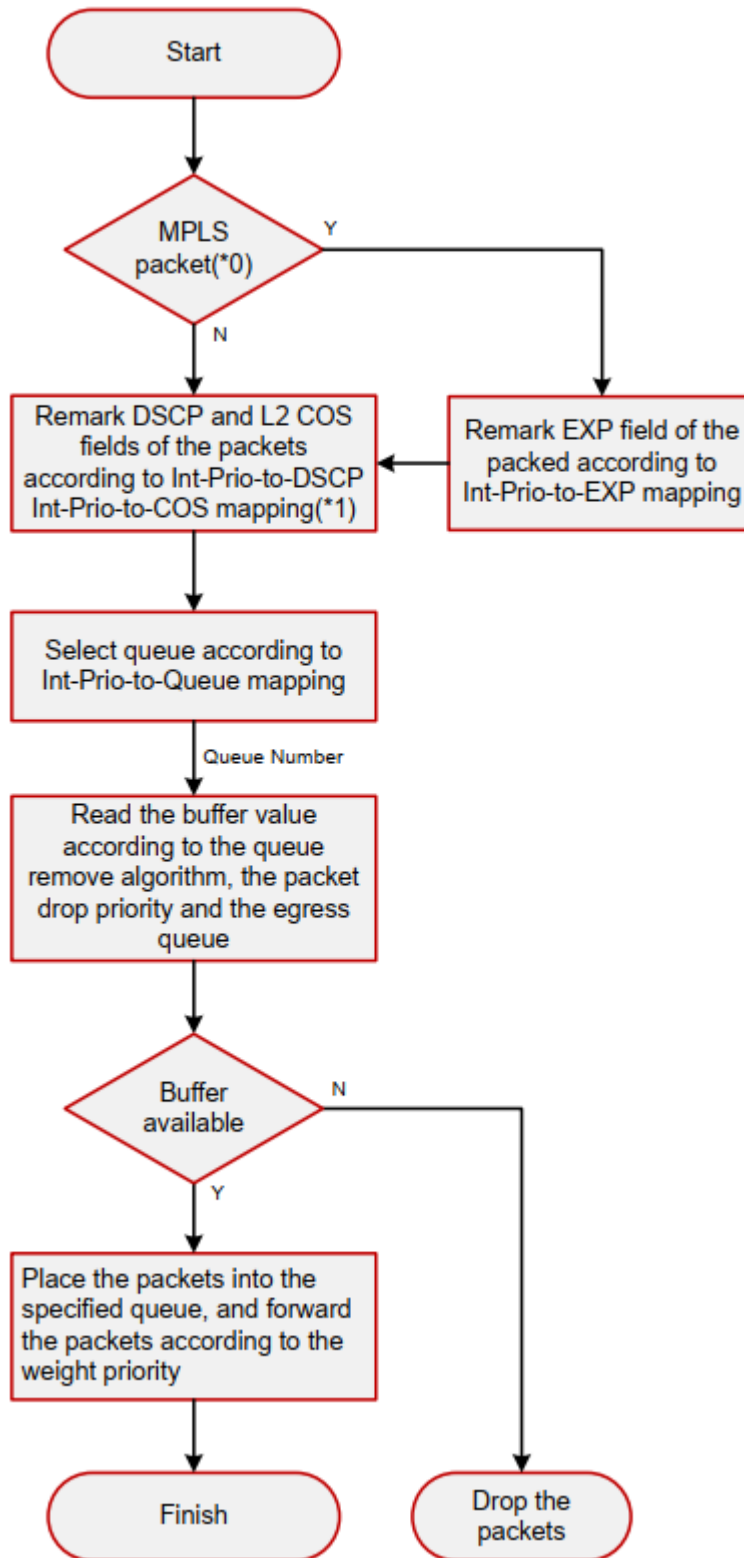 Start
MPLS
packet(*0)
Y
N
Remark DSCP and L2 COS
fields of the packets
according to Int-Prio-to-DSCP
Int-Prio-to-COS mapping(*1)
Remark EXP field of the
packed according to
Int-Prio-to-EXP mapping
Select queue according to
Int-Prio-to-Queue mapping
Queue Number
Read the buffer value
according to the queue
remove algorithm, the packet
drop priority and the egress
queue
Buffer
available
N
Y
Place the packets into the
specified queue, and forward
the packets according to the
weight priority
Finish
Drop the
packets